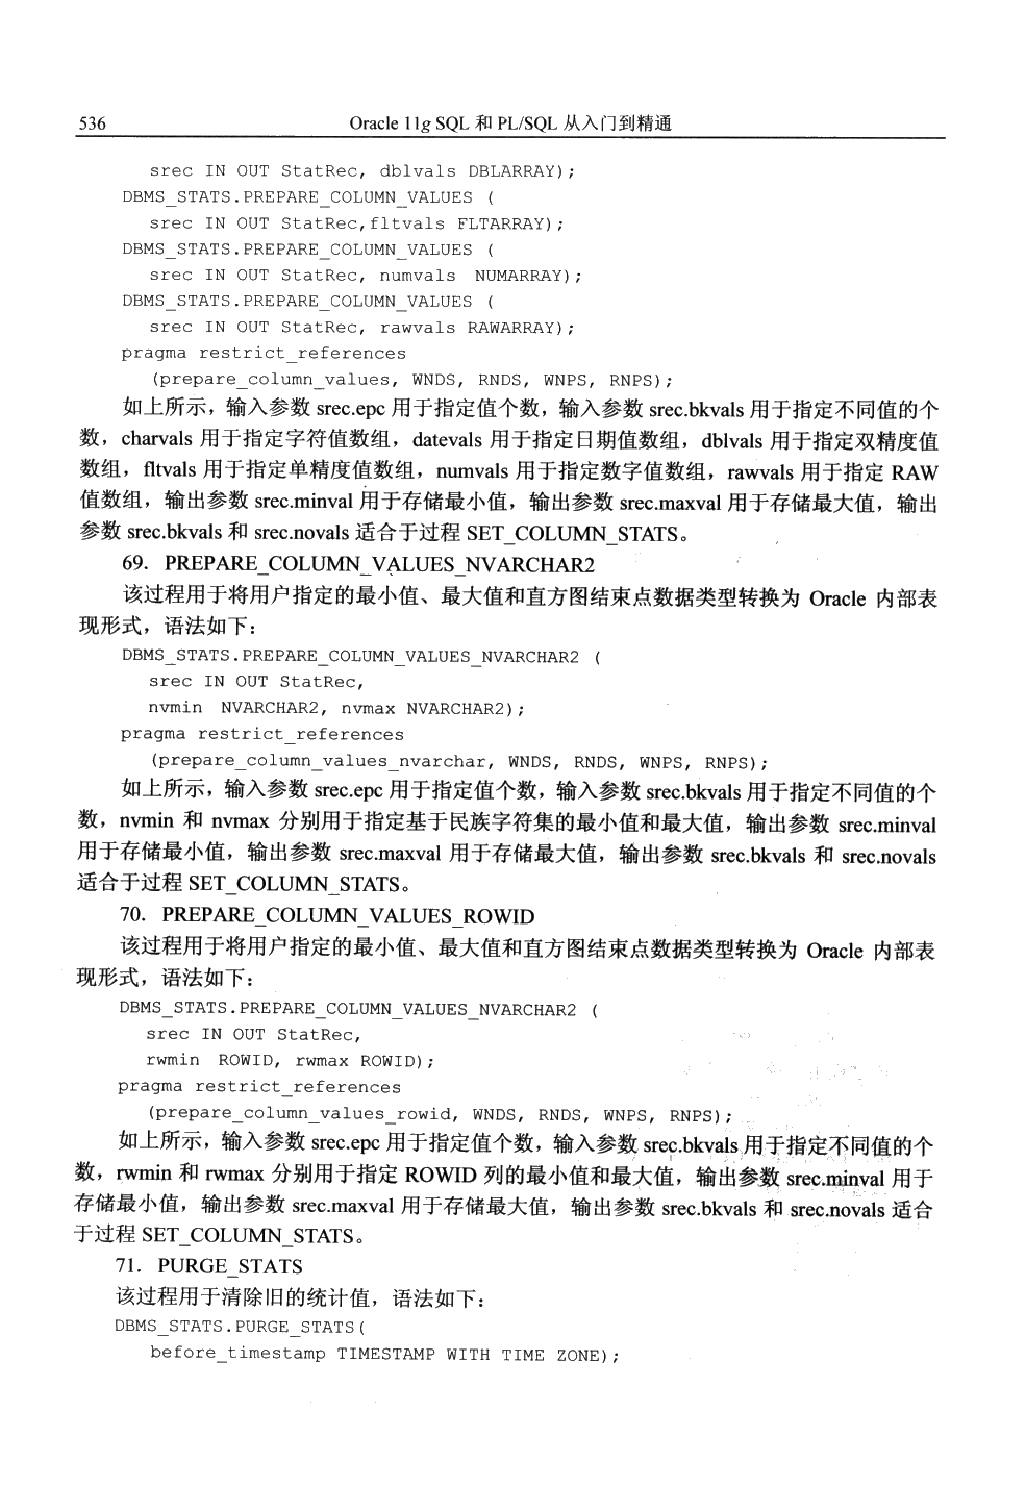 536 Oracle 11g SQL 和 PL/SQL 从入门到精通
srec IN OUT StatRec, dblvals DBLARRAY);
DBMS_STATS.PREPARE_COLUMN_VALUES (
srec IN OUT StatRec,fltvals FLTARRAY);
DBMS_STATS.PREPARE_COLUMN_VALUES (
srec IN OUT StatRec, numvals NUMARRAY);
DBMS_STATS.PREPARE_COLUMN_VALUES (
srec IN OUT StatRec, rawvals RAWARRAY);
pragma restrict_references
(prepare_column_values, WNDS, RNDS, WNPS, RNPS);
如上所示，输入参数 srec.epc 用于指定值个数，输入参数 srec.bkvals 用于指定不同值的个
数，charvals 用于指定字符值数组，datevals 用于指定日期值数组，dblvals 用于指定双精度值
数组，fltvals 用于指定单精度值数组，numvals 用于指定数字值数组，rawvals 用于指定 RAW
值数组，输出参数 srec.minval 用于存储最小值，输出参数 srec.maxval 用于存储最大值，输出
参数 srec.bkvals 和 srec.novals 适合于过程 SET_COLUMN_STATS。
69．PREPARE_COLUMN_VALUES_NVARCHAR2
该过程用于将用户指定的最小值、最大值和直方图结束点数据类型转换为 Oracle 内部表
现形式，语法如下：
DBMS_STATS.PREPARE_COLUMN_VALUES_NVARCHAR2 (
srec IN OUT StatRec,
nvmin NVARCHAR2, nvmax NVARCHAR2);
pragma restrict_references
(prepare_column_values_nvarchar, WNDS, RNDS, WNPS, RNPS);
如上所示，输入参数 srec.epc 用于指定值个数，输入参数 srec.bkvals 用于指定不同值的个
数，nvmin 和 nvmax 分别用于指定基于民族字符集的最小值和最大值，输出参数 srec.minval
用于存储最小值，输出参数 srec.maxval 用于存储最大值，输出参数 srec.bkvals 和 srec.novals
适合于过程 SET_COLUMN_STATS。
70．PREPARE_COLUMN_VALUES_ROWID
该过程用于将用户指定的最小值、最大值和直方图结束点数据类型转换为 Oracle 内部表
现形式，语法如下：
DBMS_STATS.PREPARE_COLUMN_VALUES_NVARCHAR2 (
srec IN OUT StatRec,
rwmin ROWID, rwmax ROWID);
pragma restrict_references
(prepare_column_values_rowid, WNDS, RNDS, WNPS, RNPS);
如上所示，输入参数 srec.epc 用于指定值个数，输入参数 srec.bkvals 用于指定不同值的个
数，rwmin 和 rwmax 分别用于指定 ROWID 列的最小值和最大值，输出参数 srec.minval 用于
存储最小值，输出参数 srec.maxval 用于存储最大值，输出参数 srec.bkvals 和 srec.novals 适合
于过程 SET_COLUMN_STATS。
71．PURGE_STATS
该过程用于清除旧的统计值，语法如下：
DBMS_STATS.PURGE_STATS(
before_timestamp TIMESTAMP WITH TIME ZONE);